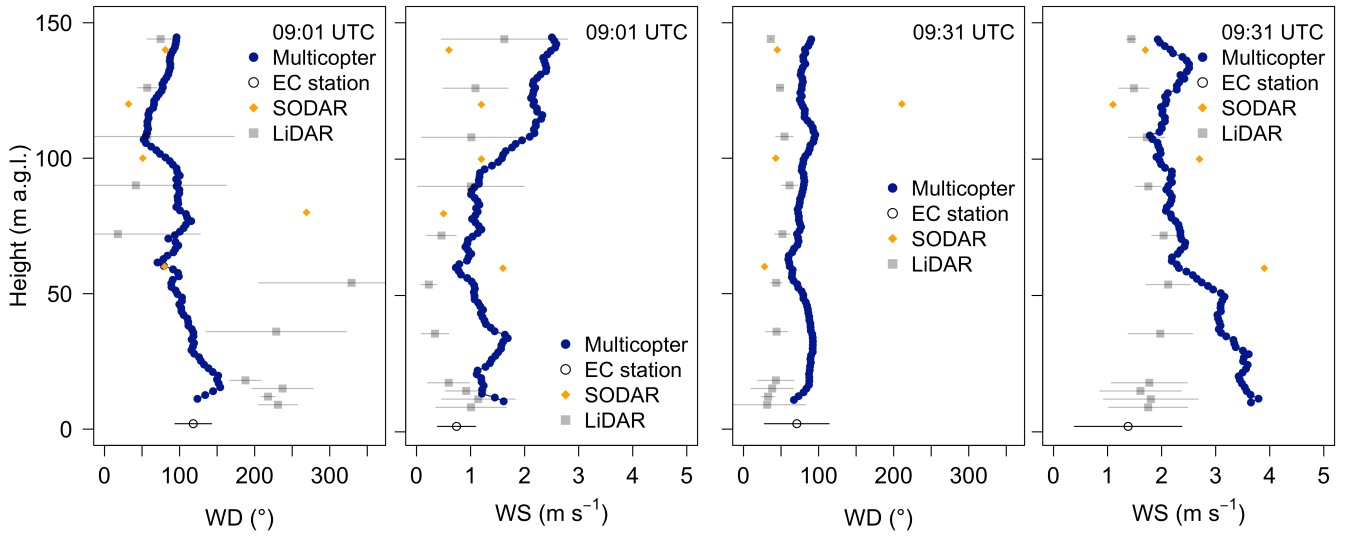 09:01 UTC
Multicopter
EC station
SODAR
LiDAR
150
100
50
0
Height (m a.g.l.)
0 100 200 300
WD (°)
09:01 UTC
Multicopter
EC station
SODAR
LiDAR
0 1 2 3 4 5
WS (m s⁻¹)
09:31 UTC
Multicopter
EC station
SODAR
LiDAR
0 100 200 300
WD (°)
09:31 UTC
Multicopter
EC station
SODAR
LiDAR
0 1 2 3 4 5
WS (m s⁻¹)